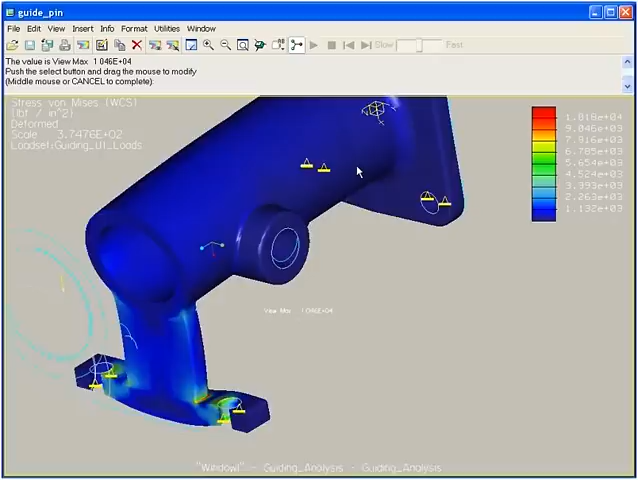 guide_pin
File Edit View Insert Info Format Utilities Window
Slow Fast
The value is View Max 1 046E+04
Push the select button and drag the mouse to modify
(Middle mouse or CANCEL to complete):
Stress von Mises (WCS)
(lbf / in^2)
Deformed
Scale 3.7476E+02
Loadset:Guiding_UI_Loads
1.018e+04
9.046e+03
7.916e+03
6.785e+03
5.654e+03
4.524e+03
3.393e+03
2.263e+03
1.132e+03
View Max 1.046E+04
"Window1" - Guiding_Analysis - Guiding_Analysis